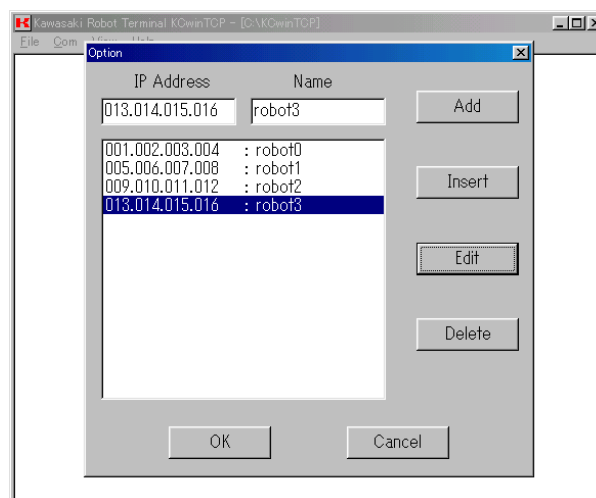 Kawasaki Robot Terminal KCwinTCP - [C:\KCwinTCP]
File Com View Help
Option
IP Address Name
013.014.015.016 robot3 Add
001.002.003.004 : robot0
005.006.007.008 : robot1
009.010.011.012 : robot2
013.014.015.016 : robot3
Insert
Edit
Delete
OK Cancel